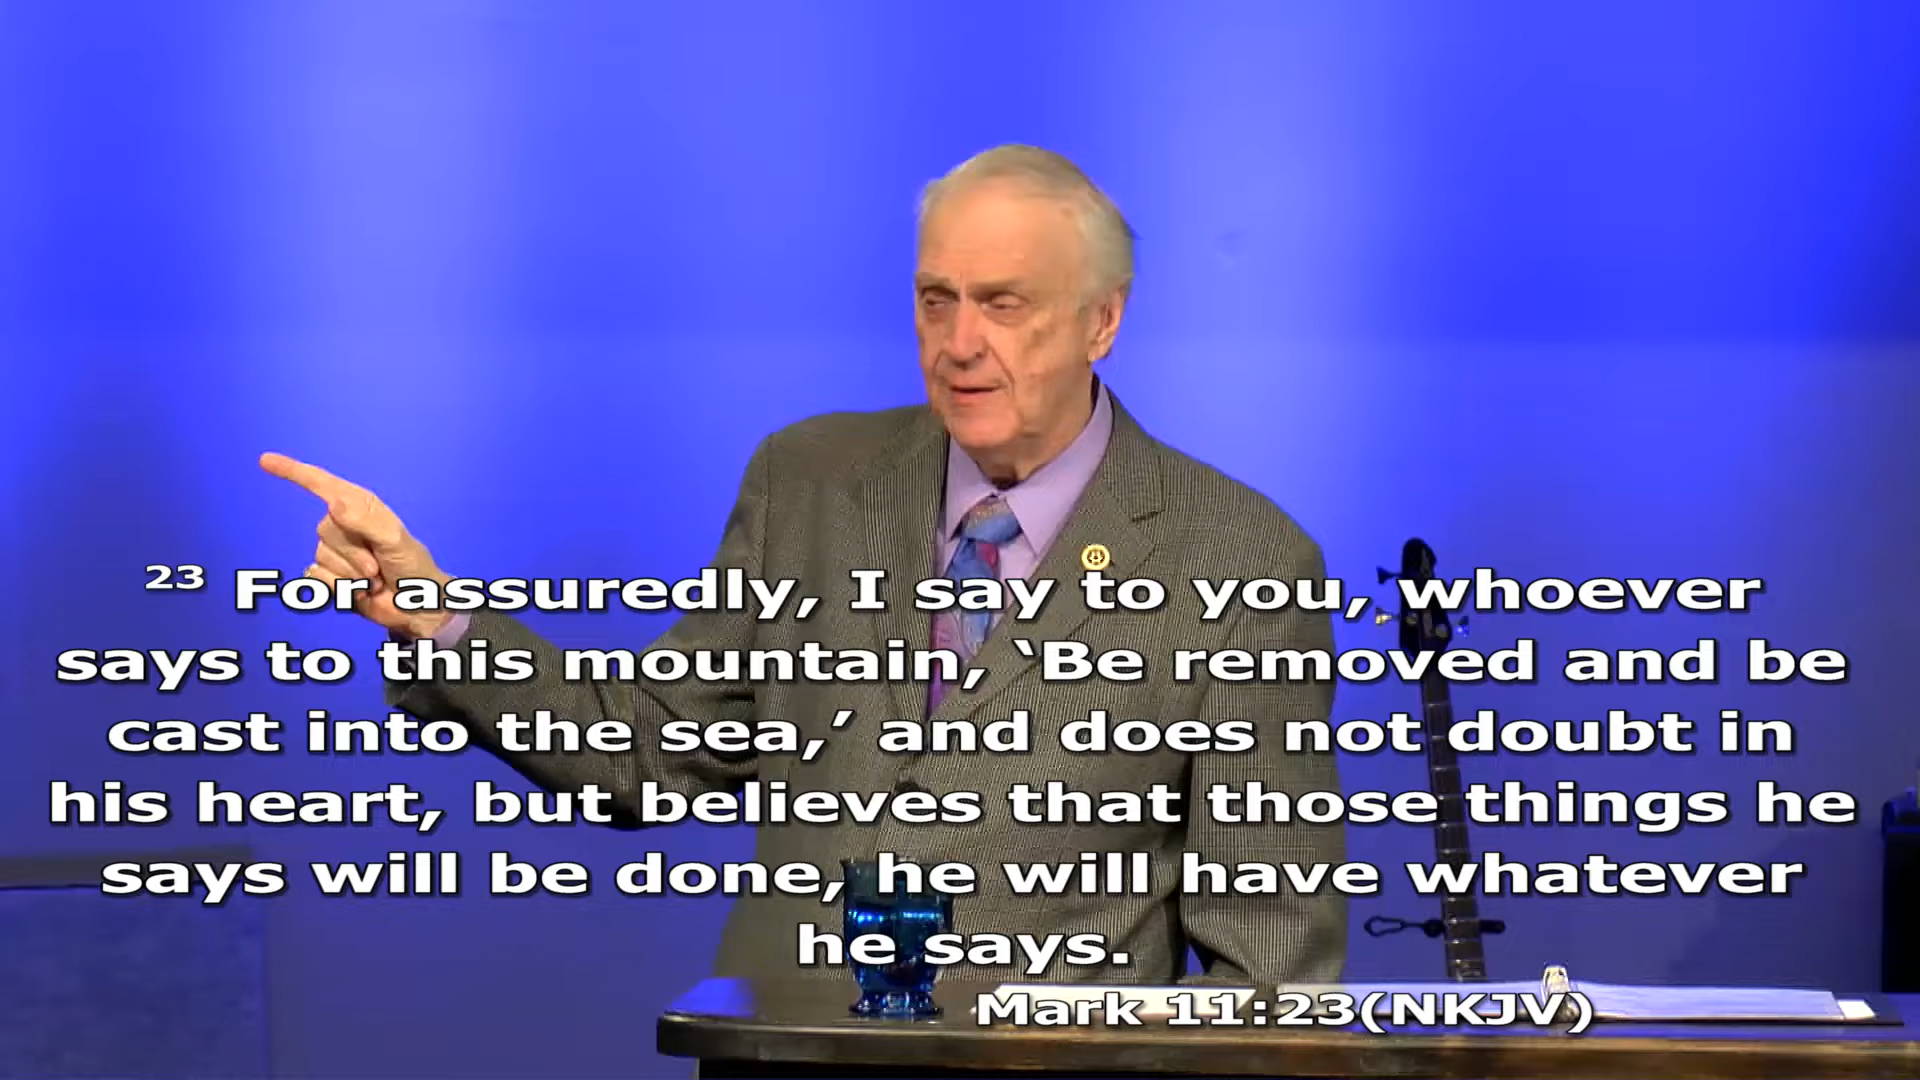 23 For assuredly, I say to you, whoever
says to this mountain, ‘Be removed and be
cast into the sea,’ and does not doubt in
his heart, but believes that those things he
says will be done, he will have whatever
he says.
Mark 11:23(NKJV)